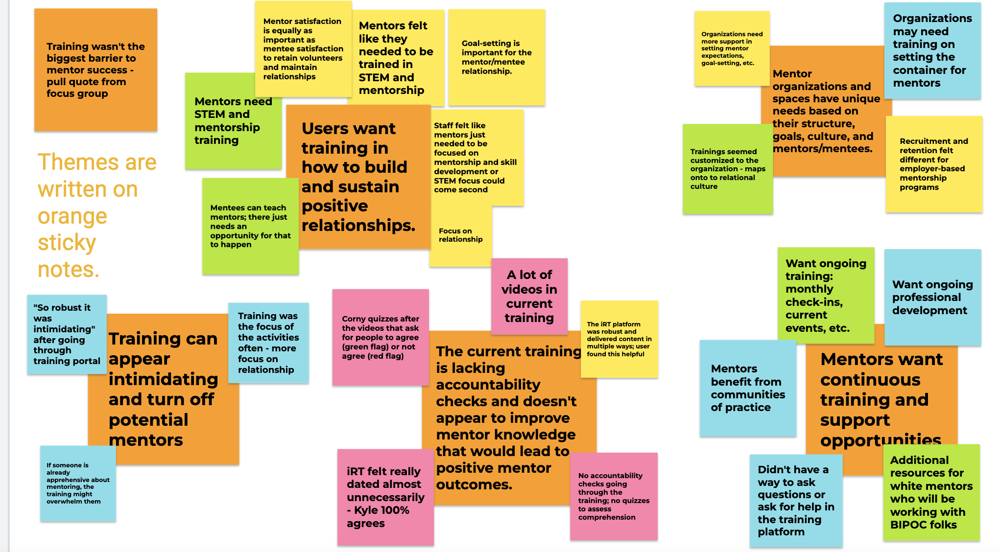 Training wasn't the
biggest barrier to
mentor success -
pull quote from
focus group
Themes are
written on
orange
sticky
notes.
Mentor satisfaction
is equally as
important as
mentee satisfaction
to retain volunteers
and maintain
relationships
Mentors felt
like they
needed to be
trained in
STEM and
mentorship
Goal-setting is
important for the
mentor/mentee
relationship.
Mentors need
STEM and
mentorship
training
Users want
training in
how to build
and sustain
positive
relationships.
Staff felt like
mentors just
needed to be
focused on
mentorship and skill
development or
STEM focus could
come second
Mentees can teach
mentors; there just
needs an
opportunity for that
to happen
Focus on
relationship
Organizations need
more support in
setting mentor
expectations,
goal-setting, etc.
Organizations
may need
training on
setting the
container for
mentors
Mentor
organizations and
spaces have unique
needs based on
their structure,
goals, culture, and
mentors/mentees.
Trainings seemed
customized to the
organization - maps
onto to relational
culture
Recruitment and
retention felt
different for
employer-based
mentorship
programs
"So robust it
was
intimidating"
after going
through
training portal
Training was
the focus of
the activities
often - more
focus on
relationship
Training can
appear
intimidating
and turn off
potential
mentors
If someone is
already
apprehensive about
mentoring, the
training might
overwhelm them
A lot of
videos in
current
training
Corny quizzes after
the videos that ask
for people to agree
(green flag) or not
agree (red flag)
The iRT platform
was robust and
delivered content in
multiple ways; user
found this helpful
The current training
is lacking
accountability
checks and doesn't
appear to improve
mentor knowledge
that would lead to
positive mentor
outcomes.
iRT felt really
dated almost
unnecessarily
- Kyle 100%
agrees
No accountability
checks going
through the
training; no quizzes
to assess
comprehension
Want ongoing
training:
monthly
check-ins,
current
events, etc.
Want ongoing
professional
development
Mentors
benefit from
communities
of practice
Mentors want
continuous
training and
support
opportunities
Didn't have a
way to ask
questions or
ask for help in
the training
platform
Additional
resources for
white mentors
who will be
working with
BIPOC folks